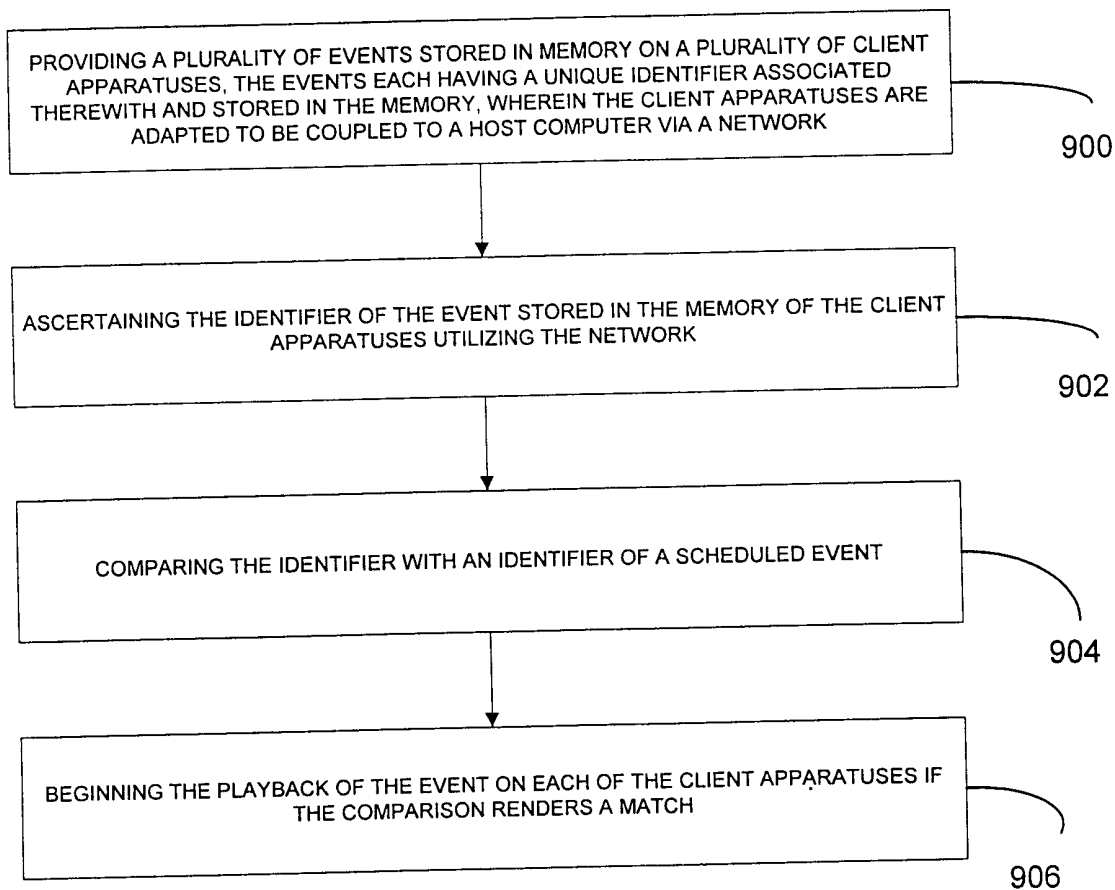 PROVIDING A PLURALITY OF EVENTS STORED IN MEMORY ON A PLURALITY OF CLIENT
APPARATUSES, THE EVENTS EACH HAVING A UNIQUE IDENTIFIER ASSOCIATED
THEREWITH AND STORED IN THE MEMORY, WHEREIN THE CLIENT APPARATUSES ARE
ADAPTED TO BE COUPLED TO A HOST COMPUTER VIA A NETWORK
900
ASCERTAINING THE IDENTIFIER OF THE EVENT STORED IN THE MEMORY OF THE CLIENT
APPARATUSES UTILIZING THE NETWORK
902
COMPARING THE IDENTIFIER WITH AN IDENTIFIER OF A SCHEDULED EVENT
904
BEGINNING THE PLAYBACK OF THE EVENT ON EACH OF THE CLIENT APPARATUSES IF
THE COMPARISON RENDERS A MATCH
906